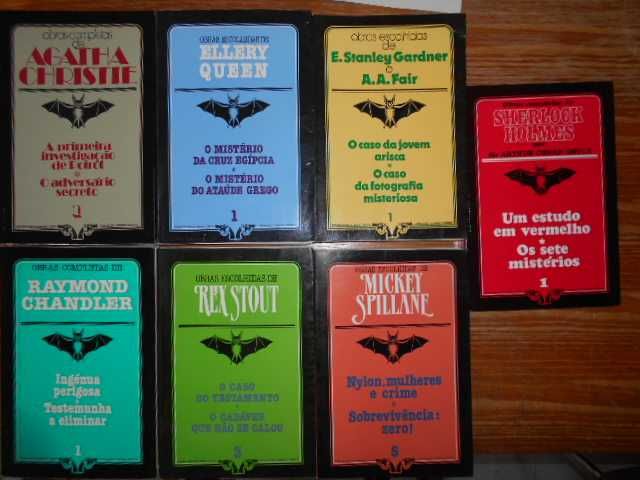 obras completas
de
AGATHA
CHRISTIE
A primeira
investigação
de Poirot
O adversário
secreto
1
OBRAS ESCOLHIDAS DE
ELLERY
QUEEN
O MISTÉRIO
DA CRUZ EGÍPCIA
O MISTÉRIO
DO ATAÚDE GREGO
1
obras escolhidas
de
E. Stanley Gardner
e
A. A. Fair
O caso da jovem
arisca
O caso
da fotografia
misteriosa
1
SHERLOCK
HOLMES
Um estudo
em vermelho
Os sete
mistérios
1
OBRAS COMPLETAS DE
RAYMOND
CHANDLER
Ingénua
perigosa
Testemunha
a eliminar
1
OBRAS ESCOLHIDAS DE
REX STOUT
O CASO
DO TESTAMENTO
O CADÁVER
QUE NÃO SE CALOU
OBRAS ESCOLHIDAS DE
MICKEY
SPILLANE
Nylon, mulheres
e crime
Sobrevivência:
zero!
5